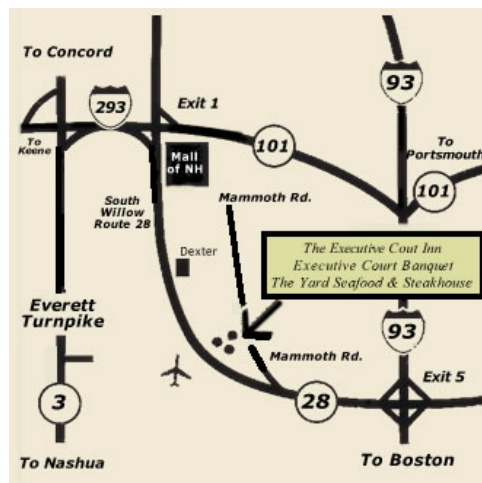 To Concord
93
293
Exit 1
To
Keene
101
To
Portsmouth
Mall
of NH
101
South
Willow
Route 28
Mammoth Rd.
Dexter
The Executive Cout Inn
Executive Court Banquet
The Yard Seafood & Steakhouse
Everett
Turnpike
93
Mammoth Rd.
Exit 5
3
28
To Nashua
To Boston